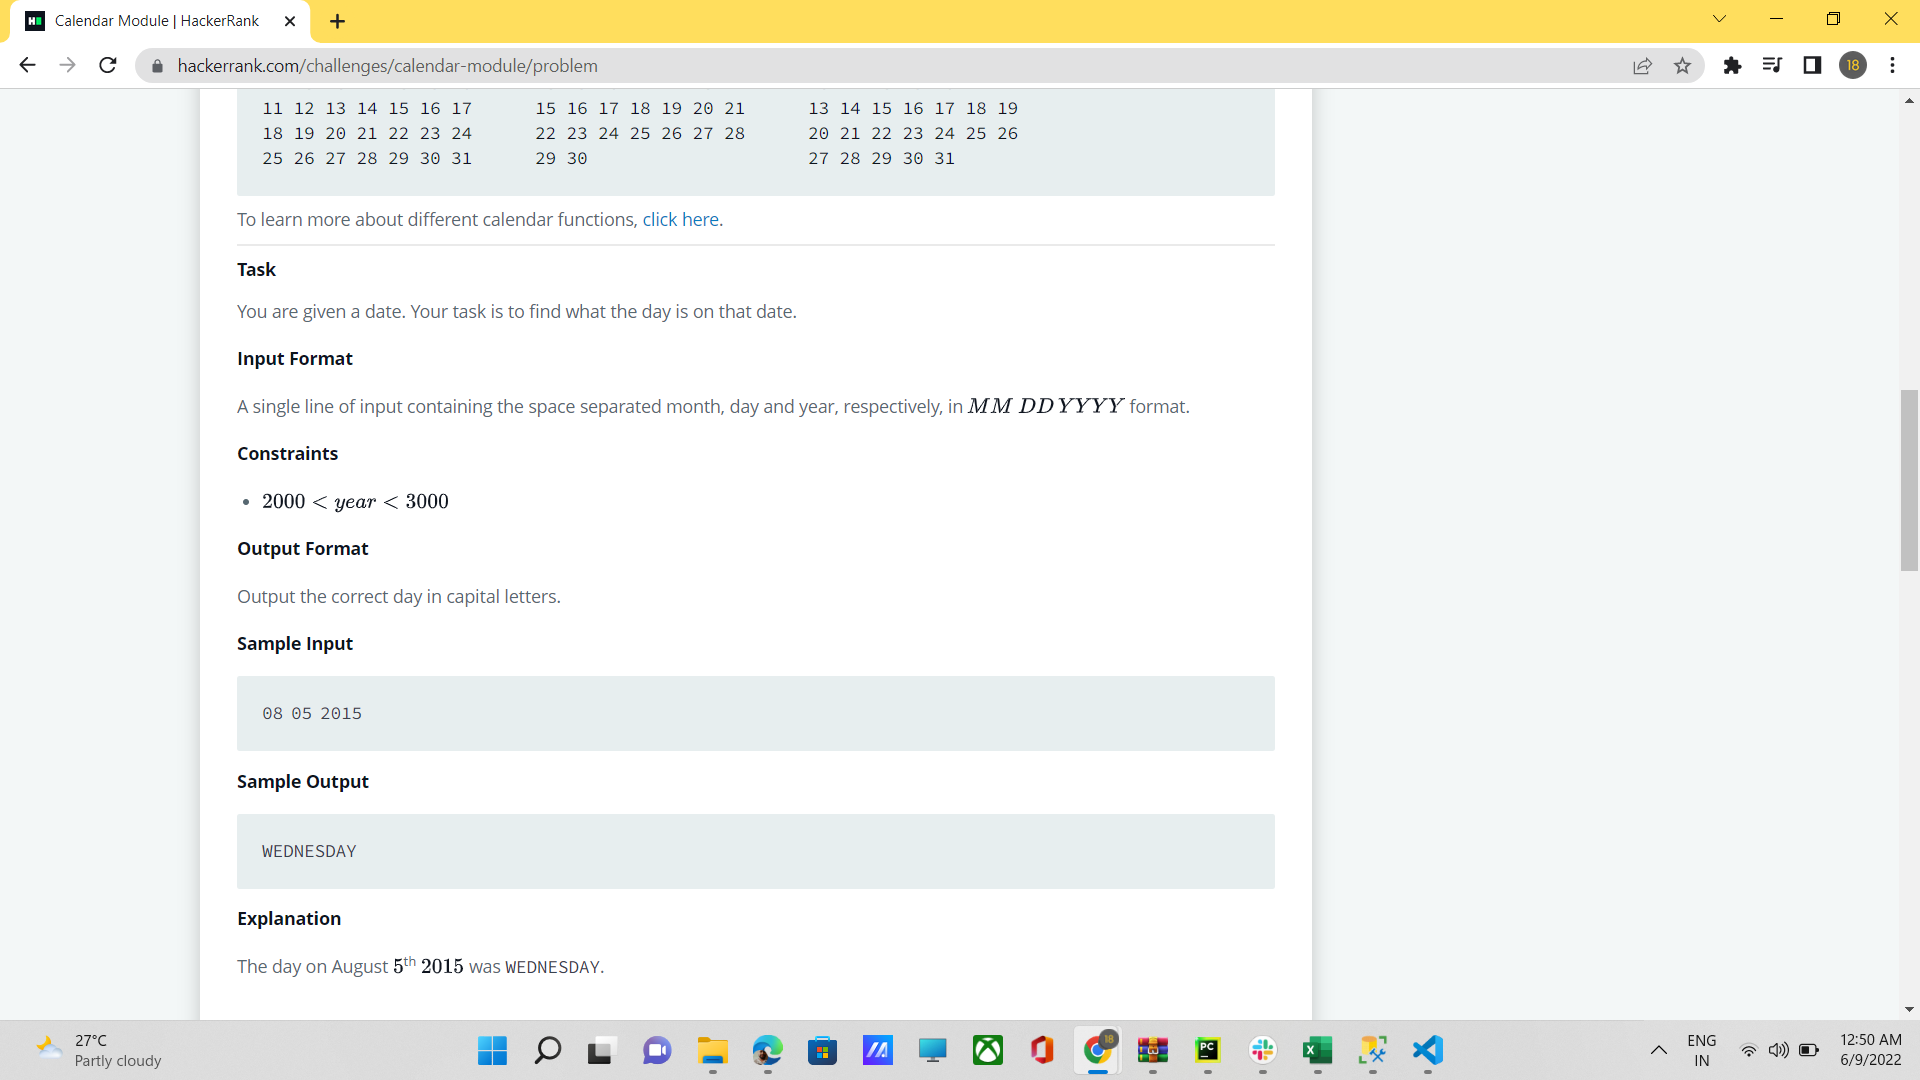 Calendar Module | HackerRank
hackerrank.com/challenges/calendar-module/problem
18
11 12 13 14 15 16 17 15 16 17 18 19 20 21 13 14 15 16 17 18 19
18 19 20 21 22 23 24 22 23 24 25 26 27 28 20 21 22 23 24 25 26
25 26 27 28 29 30 31 29 30 27 28 29 30 31
To learn more about different calendar functions, click here.
Task
You are given a date. Your task is to find what the day is on that date.
Input Format
A single line of input containing the space separated month, day and year, respectively, in MM DD YYYY format.
Constraints
• 2000 < year < 3000
Output Format
Output the correct day in capital letters.
Sample Input
08 05 2015
Sample Output
WEDNESDAY
Explanation
The day on August 5th 2015 was WEDNESDAY.
27°C
Partly cloudy
18
PC
ENG
IN
12:50 AM
6/9/2022